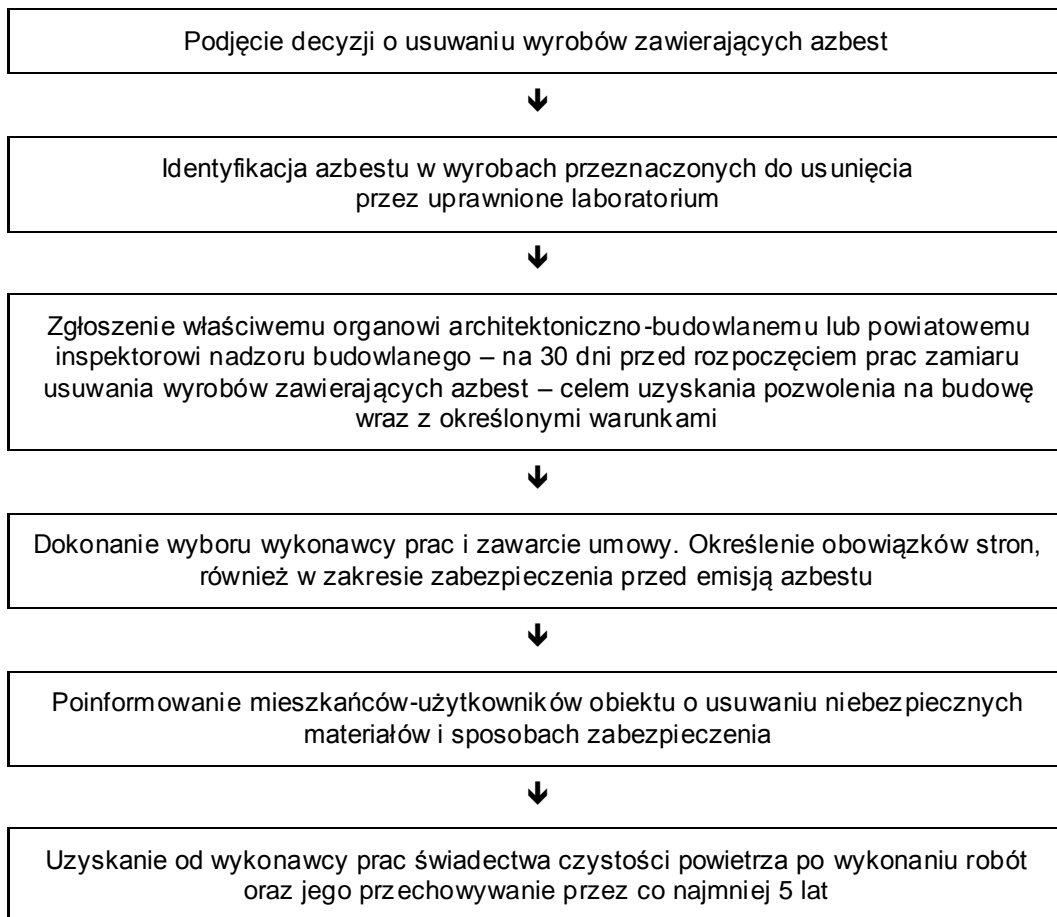 Podjęcie decyzji o usuwaniu wyrobów zawierających azbest
Identyfikacja azbestu w wyrobach przeznaczonych do usunięcia
przez uprawnione laboratorium
Zgłoszenie właściwemu organowi architektoniczno-budowlanemu lub powiatowemu
inspektorowi nadzoru budowlanego – na 30 dni przed rozpoczęciem prac zamiaru
usuwania wyrobów zawierających azbest – celem uzyskania pozwolenia na budowę
wraz z określonymi warunkami
Dokonanie wyboru wykonawcy prac i zawarcie umowy. Określenie obowiązków stron,
również w zakresie zabezpieczenia przed emisją azbestu
Poinformowanie mieszkańców-użytkowników obiektu o usuwaniu niebezpiecznych
materiałów i sposobach zabezpieczenia
Uzyskanie od wykonawcy prac świadectwa czystości powietrza po wykonaniu robót
oraz jego przechowywanie przez co najmniej 5 lat